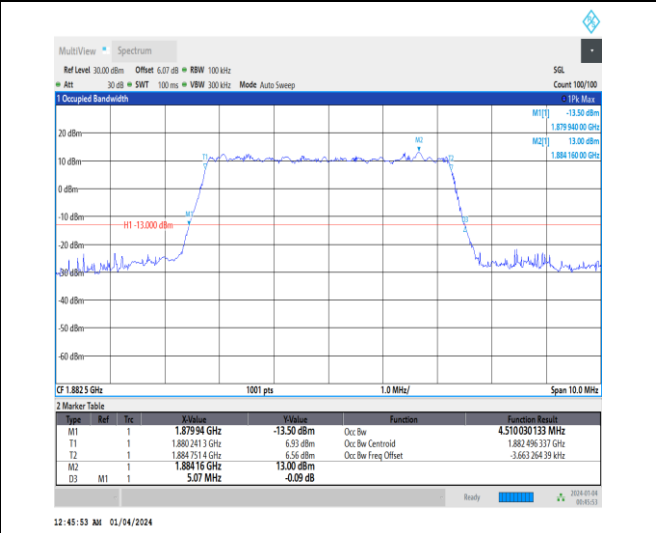 MultiView Spectrum
Ref Level 30.00 dBm Offset 6.07 dB RBW 100 kHz SGL
Att 30 dB SWT 100 ms VBW 300 kHz Mode Auto Sweep Count 100/100
1 Occupied Bandwidth 1Pk Max
M1[1] -13.50 dBm
1.879 940 00 GHz
M2[1] 13.00 dBm
1.884 160 00 GHz
20 dBm
M2
10 dBm
T1
T2
0 dBm
-10 dBm
M1
H1 -13.000 dBm
-20 dBm
-30 dBm
-40 dBm
-50 dBm
-60 dBm
CF 1.882 5 GHz 1001 pts 1.0 MHz/ Span 10.0 MHz
2 Marker Table
Type Ref Trc X-Value Y-Value Function Function Result
M1 1 1.879 94 GHz -13.50 dBm Occ Bw 4.510 030 133 MHz
T1 1 1.880 241 3 GHz 6.93 dBm Occ Bw Centroid 1.882 496 337 GHz
T2 1 1.884 751 4 GHz 6.56 dBm Occ Bw Freq Offset -3.663 264 39 kHz
M2 1 1.884 16 GHz 13.00 dBm
D3 M1 1 5.07 MHz -0.09 dB
Ready 2024-01-04
00:45:53
12:45:53 AM 01/04/2024